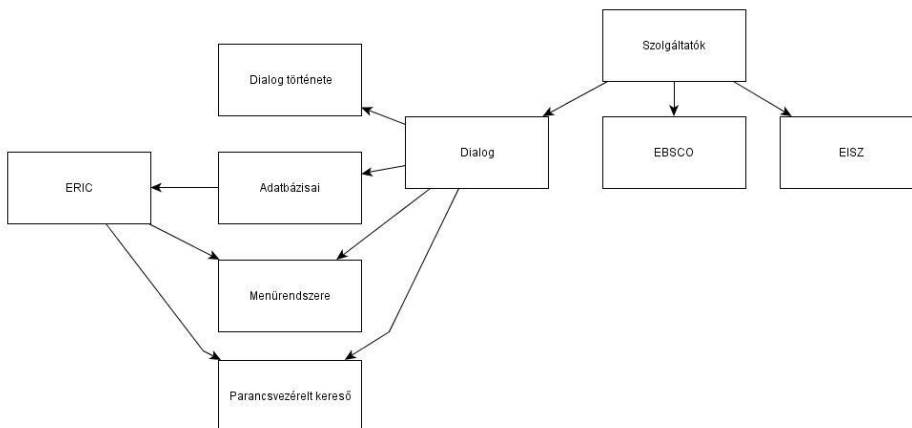 Szolgáltatók
Dialog története
Dialog
EBSCO
EISZ
ERIC
Adatbázisai
Menürendszere
Parancsvezérelt kereső